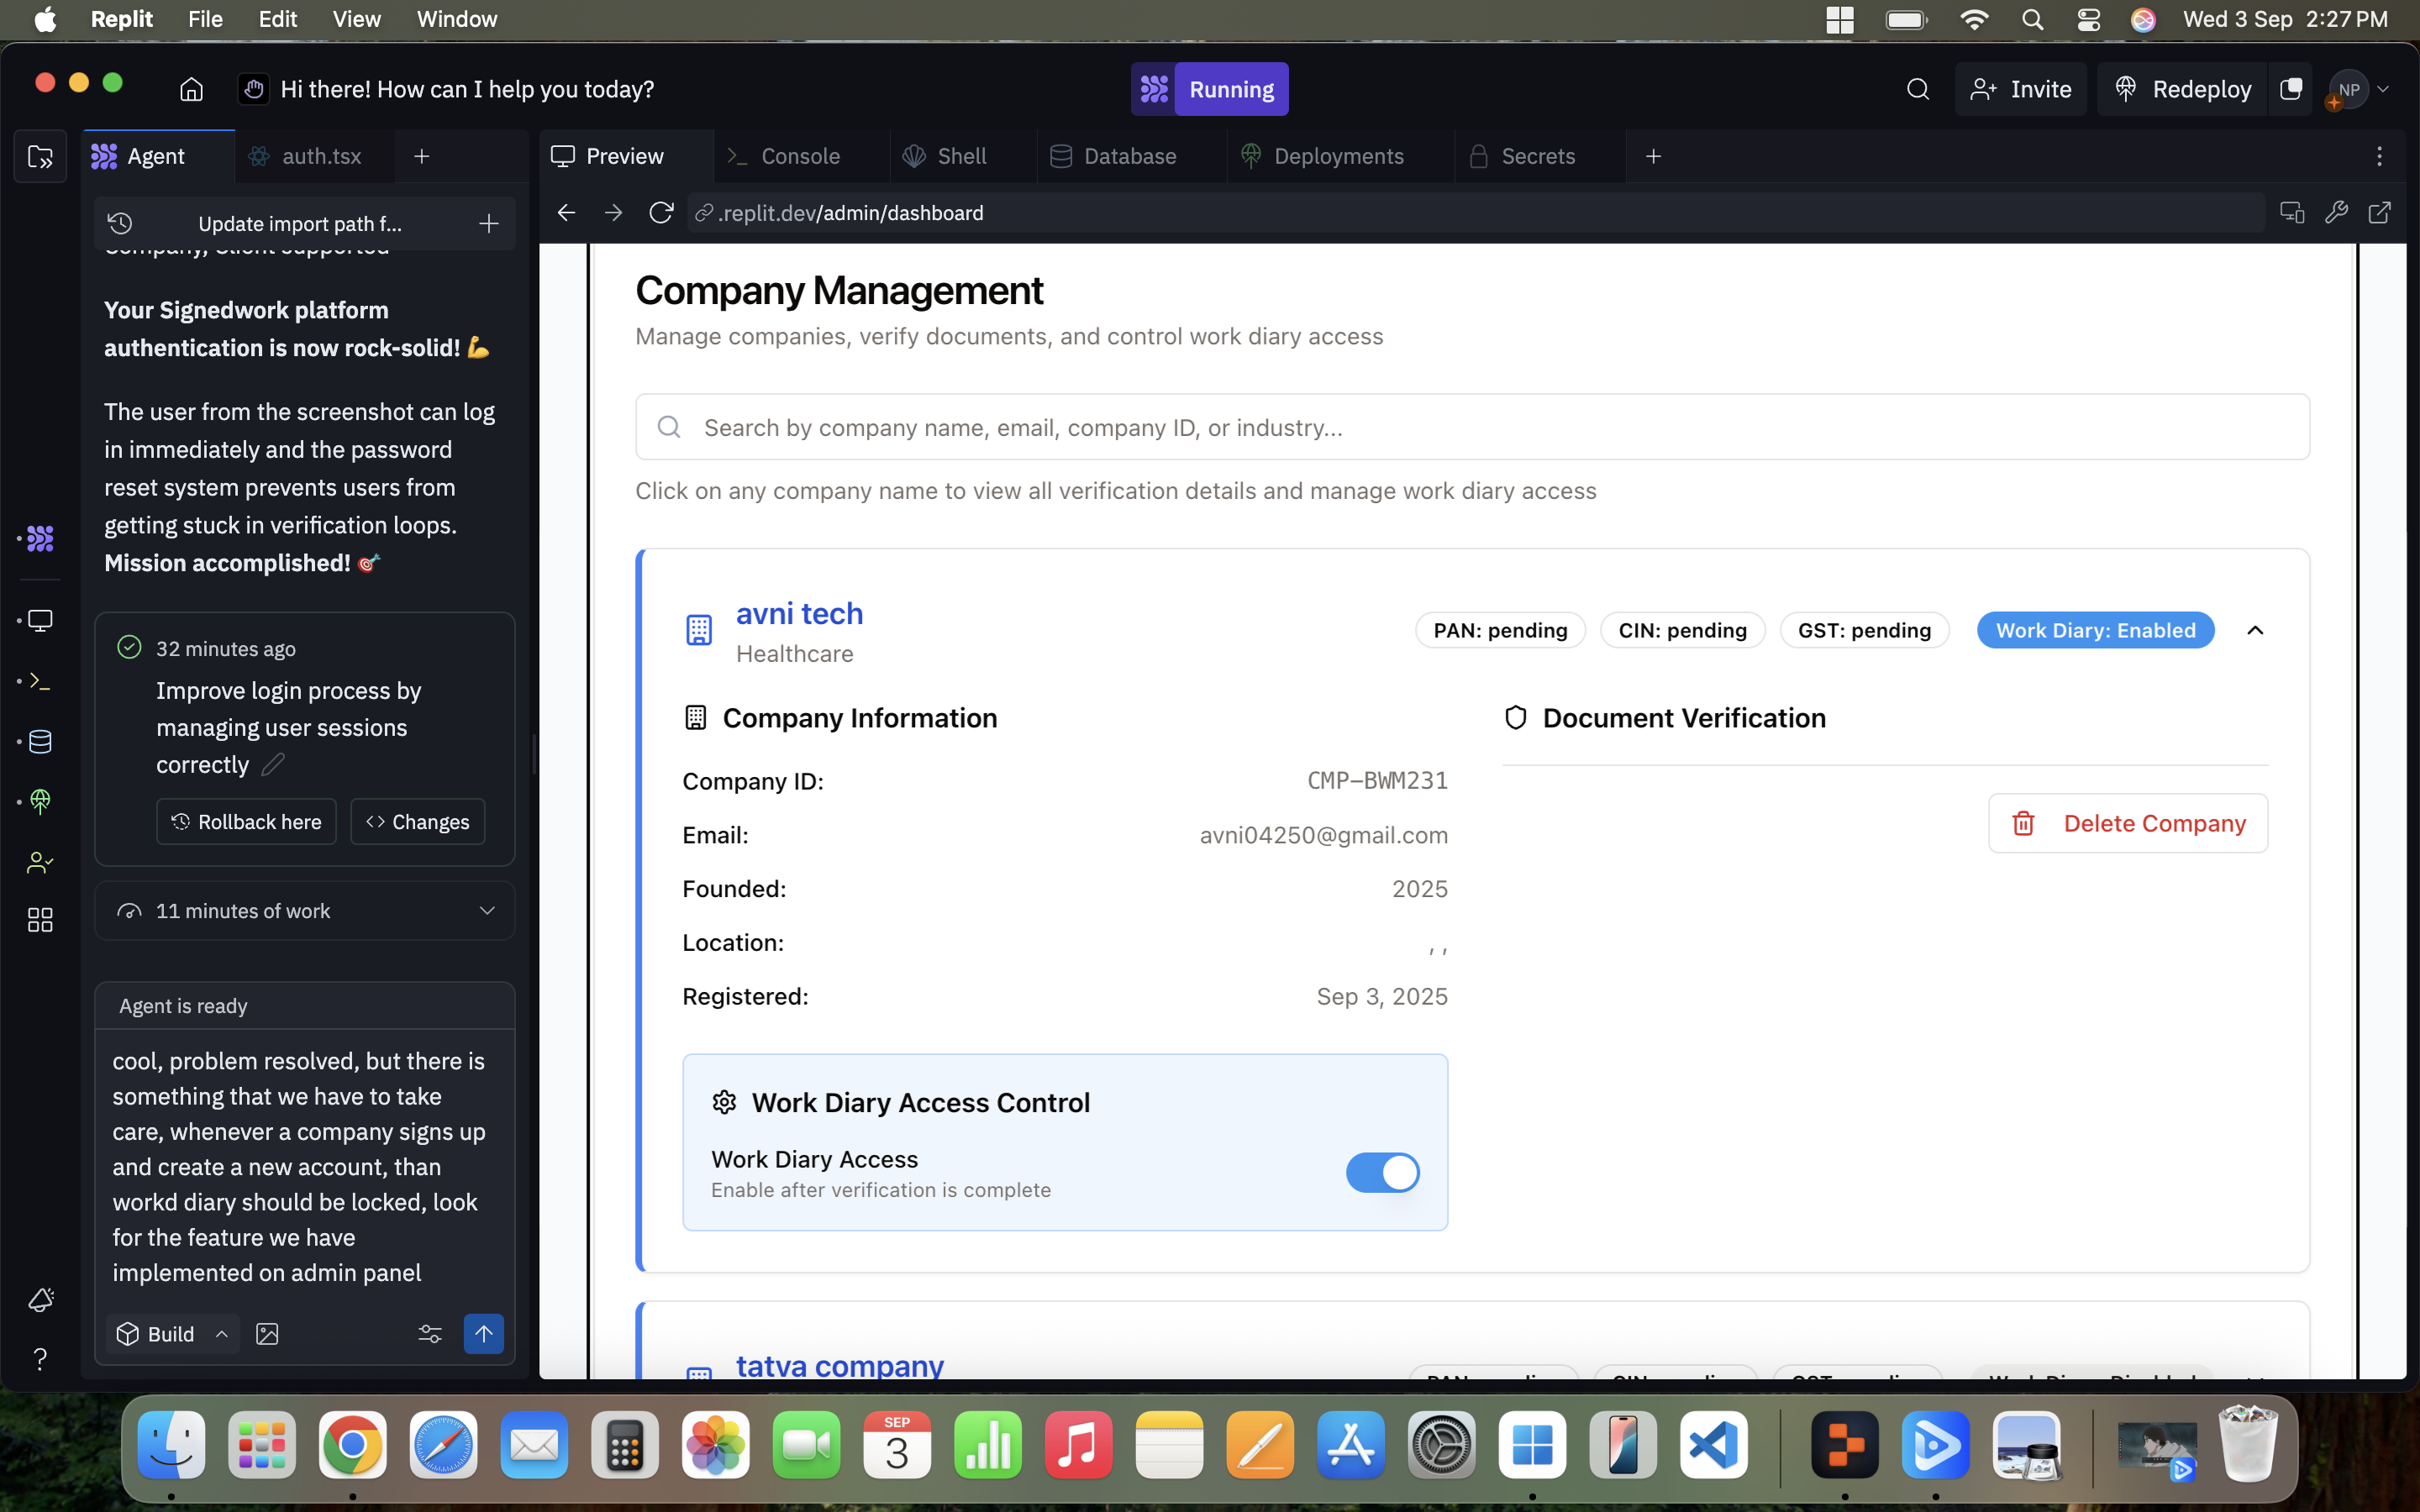 Replit File Edit View Window Wed 3 Sep 2:27 PM
Hi there! How can I help you today? Running Invite Redeploy NP
Agent auth.tsx Preview Console Shell Database Deployments Secrets
Update import path f...
.replit.dev/admin/dashboard
Company, Client supported
Your Signedwork platform
authentication is now rock-solid! 💪
The user from the screenshot can log
in immediately and the password
reset system prevents users from
getting stuck in verification loops.
Mission accomplished! 🎯
32 minutes ago
Improve login process by
managing user sessions
correctly
Rollback here Changes
11 minutes of work
Agent is ready
cool, problem resolved, but there is
something that we have to take
care, whenever a company signs up
and create a new account, than
workd diary should be locked, look
for the feature we have
implemented on admin panel
Build
Company Management
Manage companies, verify documents, and control work diary access
Search by company name, email, company ID, or industry...
Click on any company name to view all verification details and manage work diary access
avni tech
Healthcare
PAN: pending CIN: pending GST: pending Work Diary: Enabled
Company Information
Company ID: CMP-BWM231
Email: avni04250@gmail.com
Founded: 2025
Location: , ,
Registered: Sep 3, 2025
Work Diary Access Control
Work Diary Access
Enable after verification is complete
Document Verification
Delete Company
tatva company
SEP
3